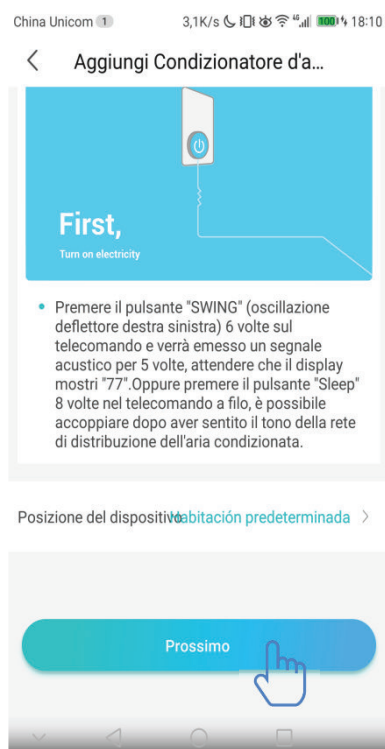 China Unicom 1 3,1K/s 4G 100 18:10
Aggiungi Condizionatore d'a...
First,
Turn on electricity
Premere il pulsante "SWING" (oscillazione
deflettore destra sinistra) 6 volte sul
telecomando e verrà emesso un segnale
acustico per 5 volte, attendere che il display
mostri "77".Oppure premere il pulsante "Sleep"
8 volte nel telecomando a filo, è possibile
accoppiare dopo aver sentito il tono della rete
di distribuzione dell'aria condizionata.
Posizione del dispositivo Habitación predeterminada
Prossimo